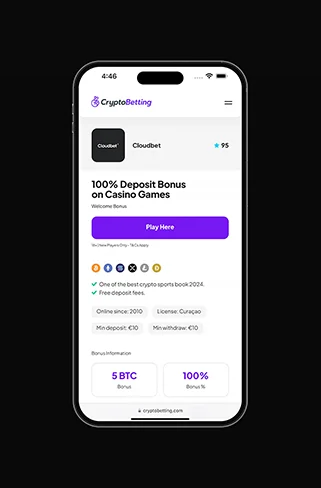 4:46
CryptoBetting
Cloudbet
Cloudbet
95
100% Deposit Bonus
on Casino Games
Welcome Bonus
Play Here
18+ | New Players Only - T&Cs apply
One of the best crypto sports book 2024.
Free deposit fees.
Online since: 2010
License: Curaçao
Min deposit: €10
Min withdraw: €10
Bonus Information
5 BTC
100%
Bonus
Bonus %
cryptobetting.com